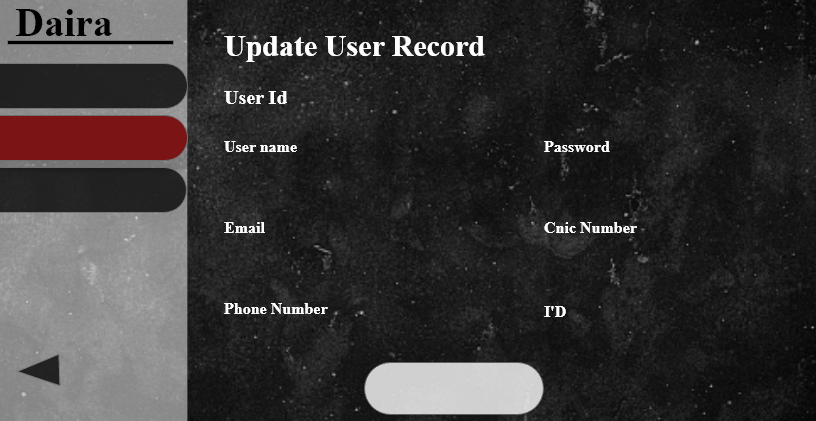 Daira
Update User Record
User Id
User name
Password
Email
Cnic Number
Phone Number
I'D